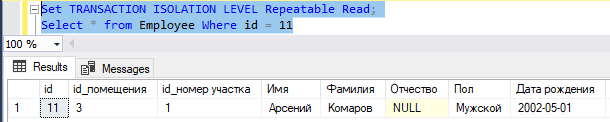 Set TRANSACTION ISOLATION LEVEL Repeatable Read;
Select * from Employee Where id = 11
100 %
Results Messages
id id_помещения id_номер участка Имя Фамилия Отчество Пол Дата рождения
1 11 3 1 Арсений Комаров NULL Мужской 2002-05-01